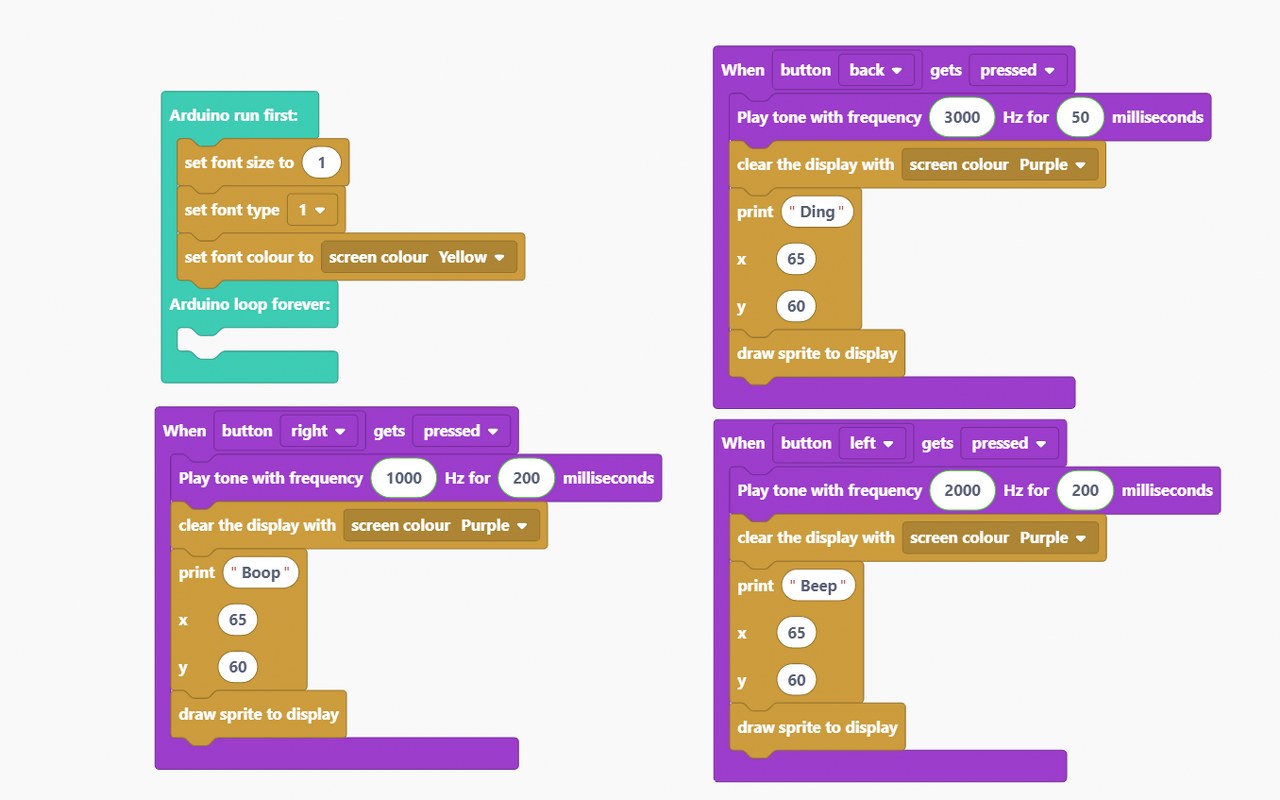 Arduino run first:
set font size to 1
set font type 1
set font colour to screen colour Yellow
Arduino loop forever:
When button right gets pressed
Play tone with frequency 1000 Hz for 200 milliseconds
clear the display with screen colour Purple
print " Boop "
x 65
y 60
draw sprite to display
When button back gets pressed
Play tone with frequency 3000 Hz for 50 milliseconds
clear the display with screen colour Purple
print " Ding "
x 65
y 60
draw sprite to display
When button left gets pressed
Play tone with frequency 2000 Hz for 200 milliseconds
clear the display with screen colour Purple
print " Beep "
x 65
y 60
draw sprite to display